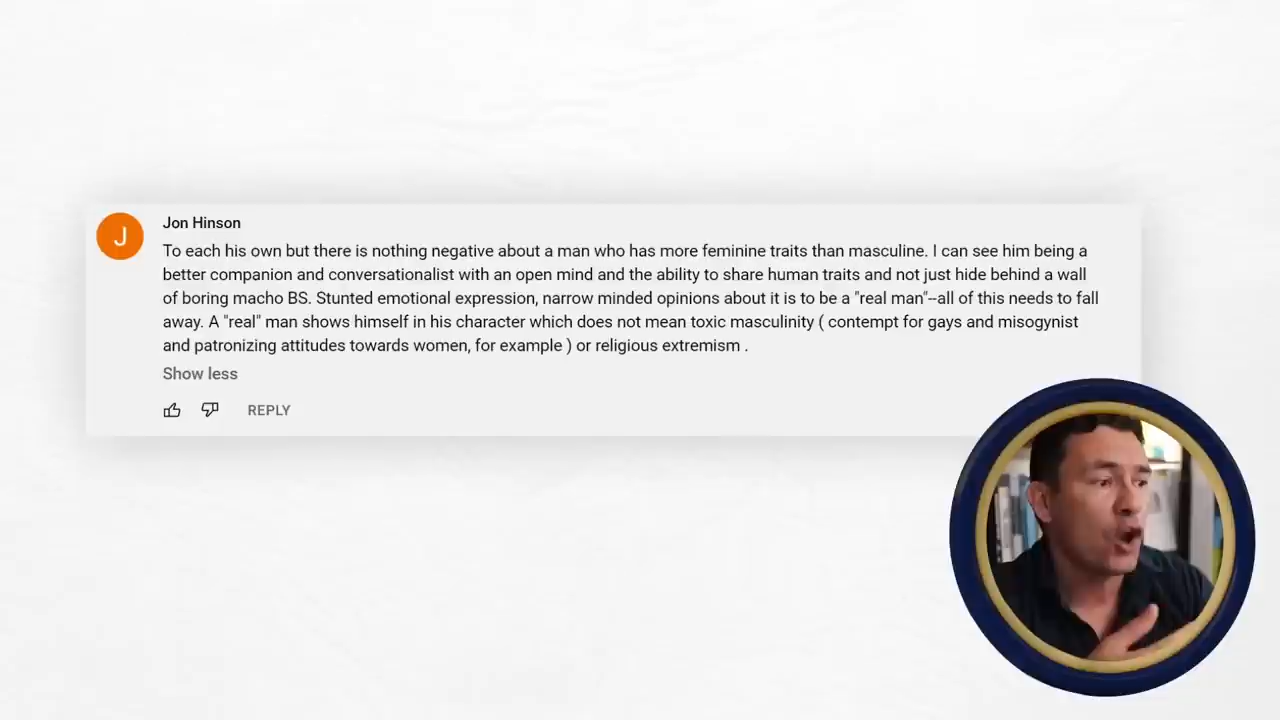 J
Jon Hinson
To each his own but there is nothing negative about a man who has more feminine traits than masculine. I can see him being a
better companion and conversationalist with an open mind and the ability to share human traits and not just hide behind a wall
of boring macho BS. Stunted emotional expression, narrow minded opinions about it is to be a "real man"--all of this needs to fall
away. A "real" man shows himself in his character which does not mean toxic masculinity ( contempt for gays and misogynist
and patronizing attitudes towards women, for example ) or religious extremism .
Show less
REPLY